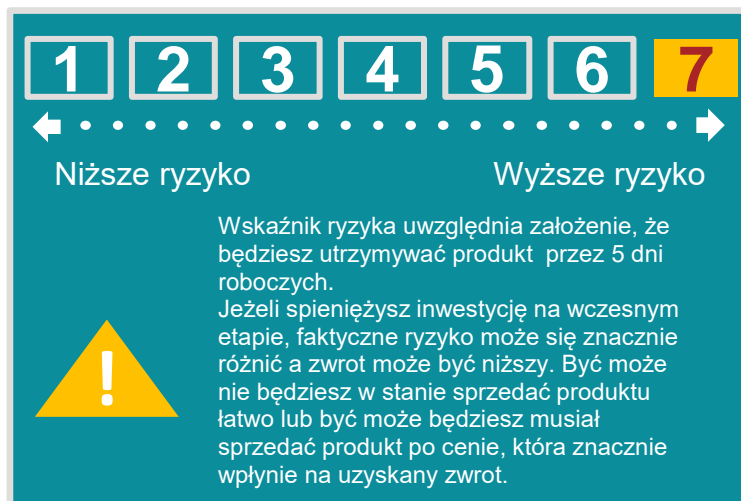 1 2 3 4 5 6 7
Niższe ryzyko Wyższe ryzyko
Wskaźnik ryzyka uwzględnia założenie, że
będziesz utrzymywać produkt przez 5 dni
roboczych.
Jeżeli spieniężysz inwestycję na wczesnym
etapie, faktyczne ryzyko może się znacznie
różnić a zwrot może być niższy. Być może
nie będziesz w stanie sprzedać produktu
łatwo lub być może będziesz musiał
sprzedać produkt po cenie, która znacznie
wpłynie na uzyskany zwrot.
!